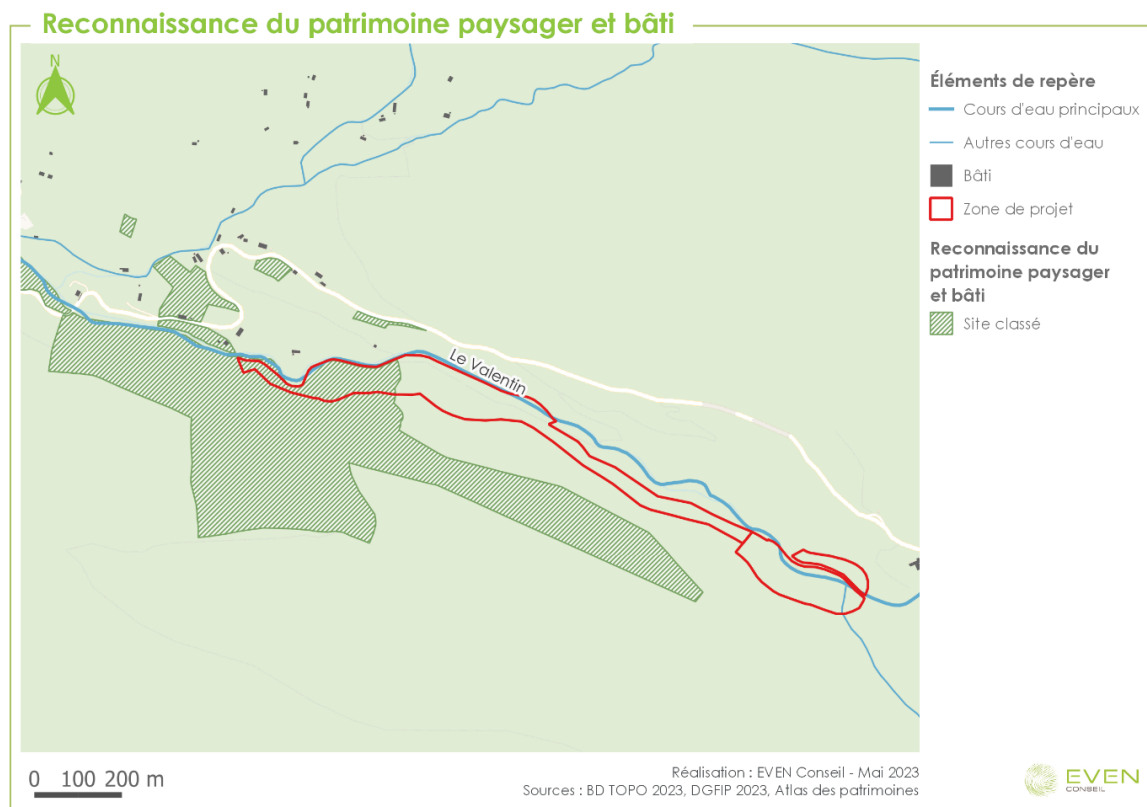 Reconnaissance du patrimoine paysager et bâti
N
Le Valentin
Éléments de repère
Cours d'eau principaux
Autres cours d'eau
Bâti
Zone de projet
Reconnaissance du
patrimoine paysager
et bâti
Site classé
0 100 200 m
Réalisation : EVEN Conseil - Mai 2023
Sources : BD TOPO 2023, DGFIP 2023, Atlas des patrimoines
EVEN
CONSEIL